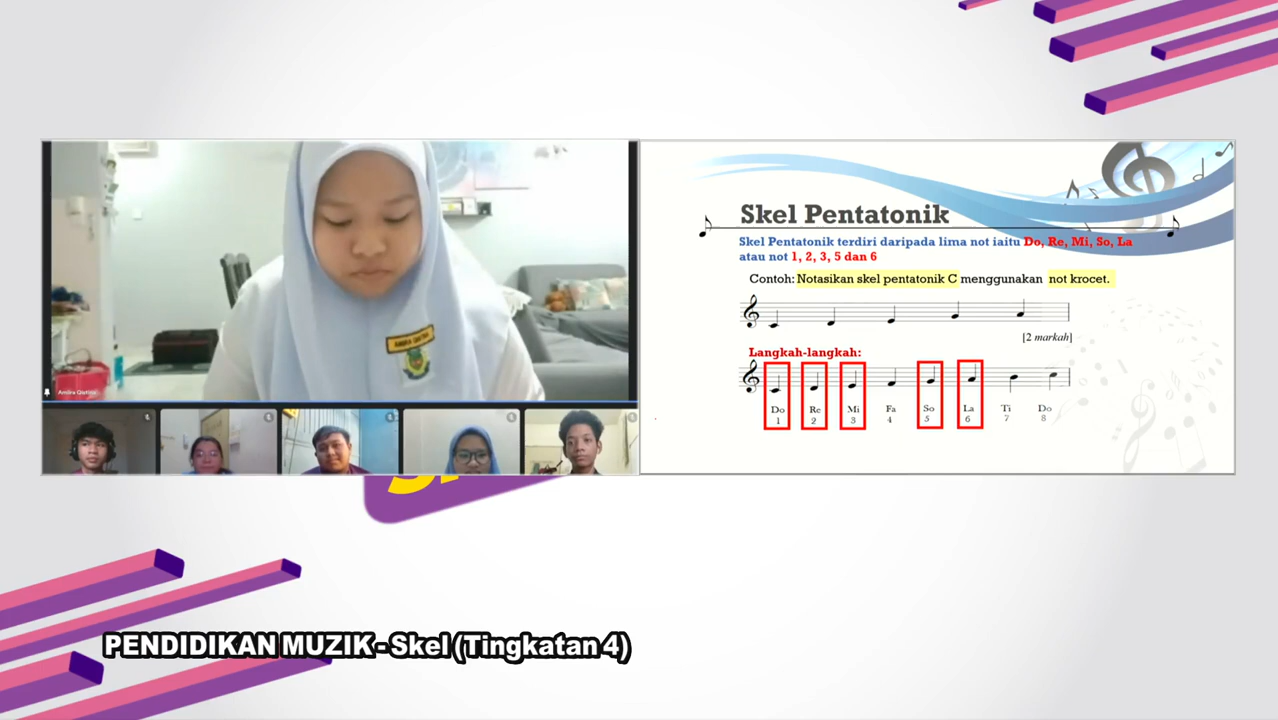 Skel Pentatonik
Skel Pentatonik terdiri daripada lima not iaitu Do, Re, Mi, So, La
atau not 1, 2, 3, 5 dan 6
Contoh: Notasikan skel pentatonik C menggunakan not krocet.
[2 markah]
Langkah-langkah:
Do Re Mi Fa So La Ti Do
1 2 3 4 5 6 7 8
PENDIDIKAN MUZIK - Skel (Tingkatan 4)